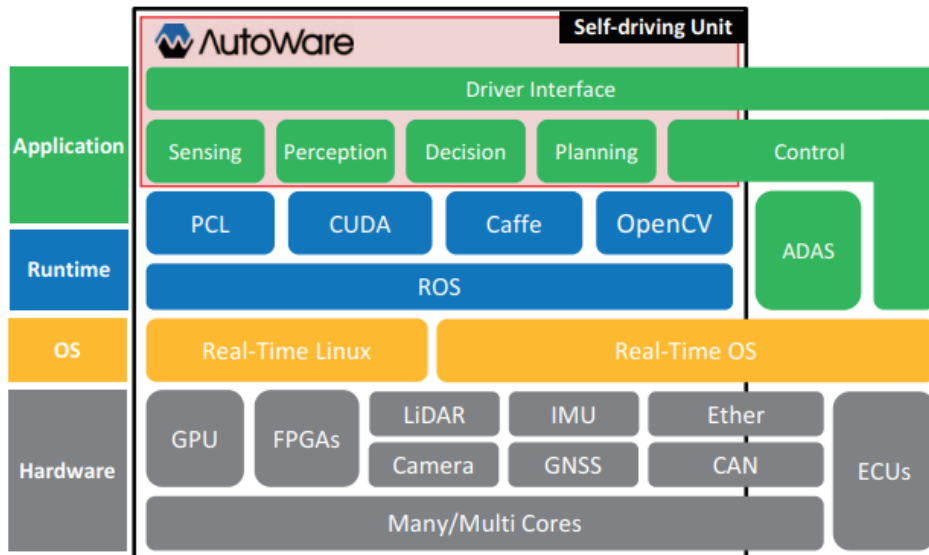 AutoWare
Self-driving Unit
Driver Interface
Application
Sensing
Perception
Decision
Planning
Control
PCL
CUDA
Caffe
OpenCV
ADAS
Runtime
ROS
OS
Real-Time Linux
Real-Time OS
Hardware
GPU
FPGAs
LiDAR
IMU
Ether
Camera
GNSS
CAN
ECUs
Many/Multi Cores